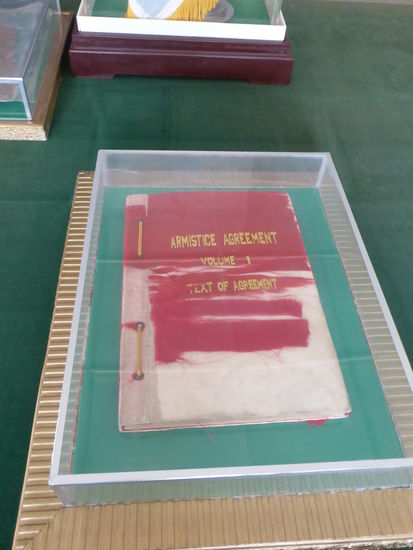 ARMISTICE AGREEMENT
VOLUME I
TEXT OF AGREEMENT